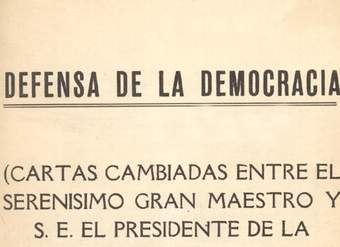 DEFENSA DE LA DEMOCRACIA
(CARTAS CAMBIADAS ENTRE EL
SERENISIMO GRAN MAESTRO Y
S. E. EL PRESIDENTE DE LA